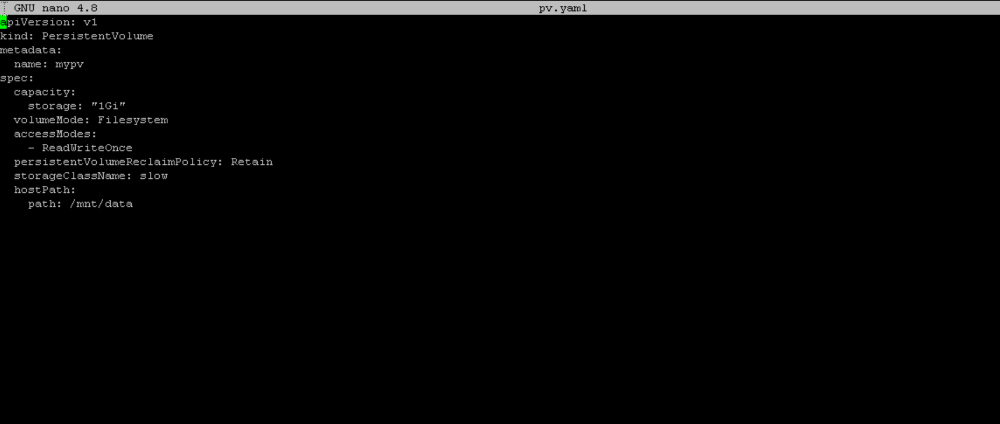 GNU nano 4.8 pv.yaml
apiVersion: v1
kind: PersistentVolume
metadata:
  name: mypv
spec:
  capacity:
    storage: "1Gi"
  volumeMode: Filesystem
  accessModes:
    - ReadWriteOnce
  persistentVolumeReclaimPolicy: Retain
  storageClassName: slow
  hostPath:
    path: /mnt/data